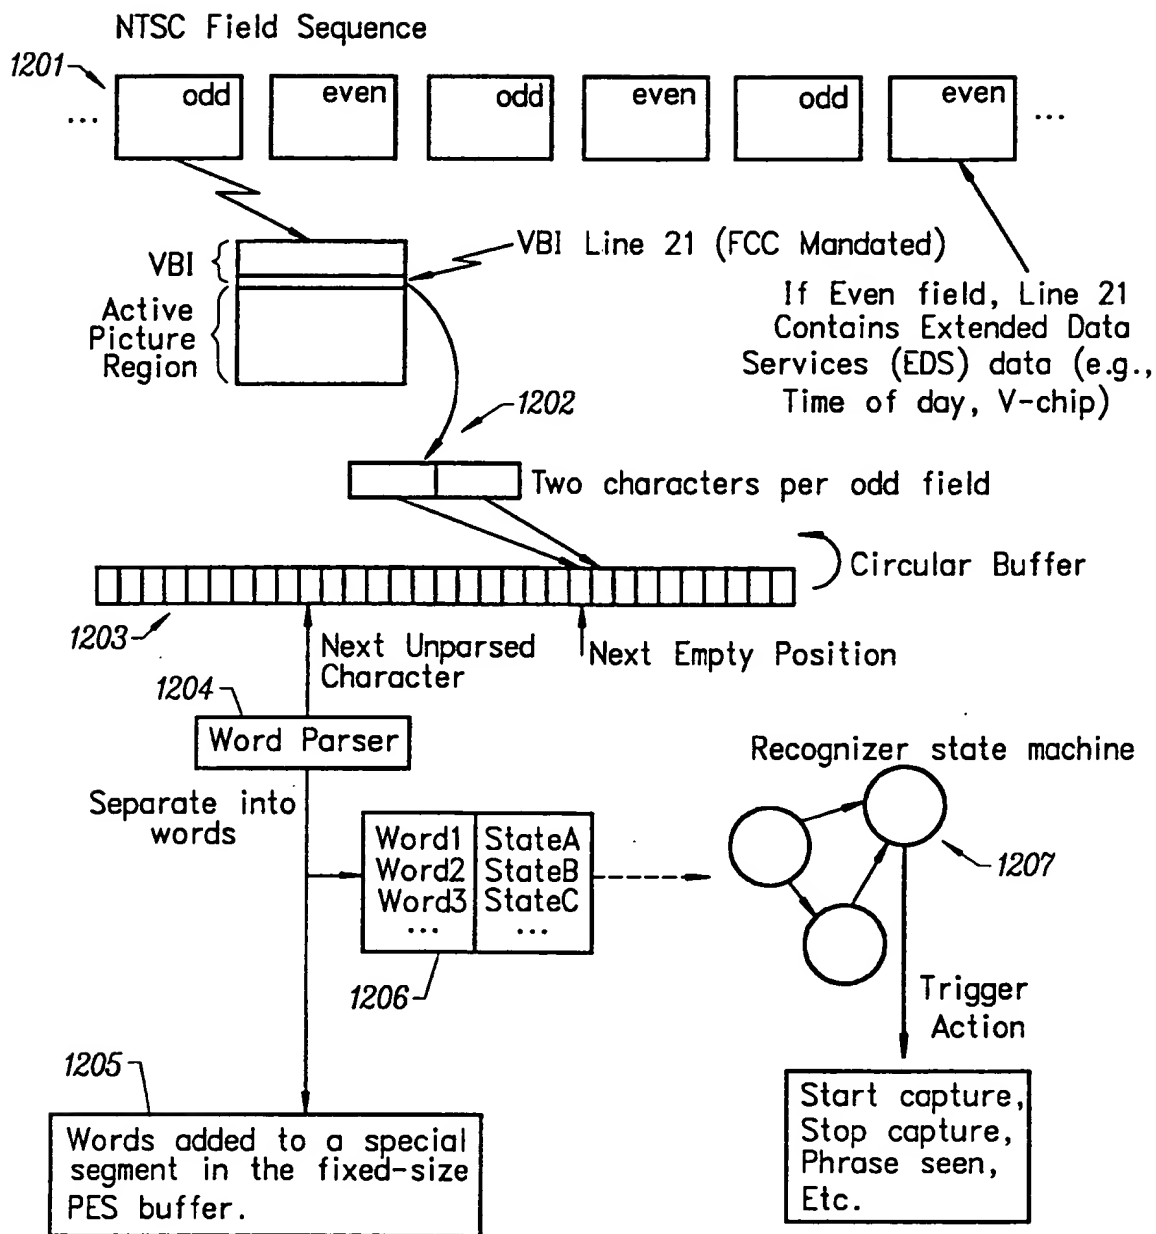 NTSC Field Sequence
1201
... odd even odd even odd even ...
VBI
VBI Line 21 (FCC Mandated)
Active
Picture
Region
If Even field, Line 21
Contains Extended Data
Services (EDS) data (e.g.,
Time of day, V-chip)
1202
Two characters per odd field
Circular Buffer
1203
Next Unparsed
Character
Next Empty Position
1204
Word Parser
Separate into
words
Recognizer state machine
Word1 StateA
Word2 StateB
Word3 StateC
... ...
1206
1207
Trigger
Action
1205
Words added to a special
segment in the fixed-size
PES buffer.
Start capture,
Stop capture,
Phrase seen,
Etc.